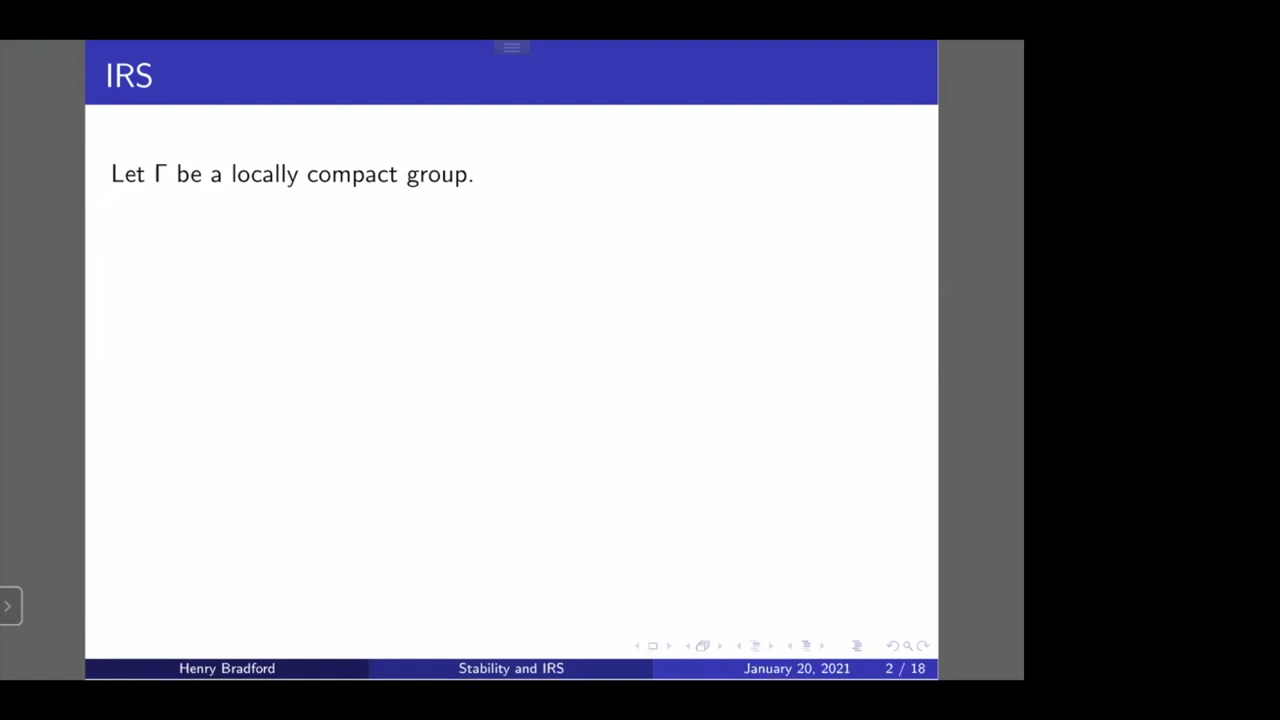 IRS
Let Γ be a locally compact group.
Henry Bradford
Stability and IRS
January 20, 2021
2 / 18